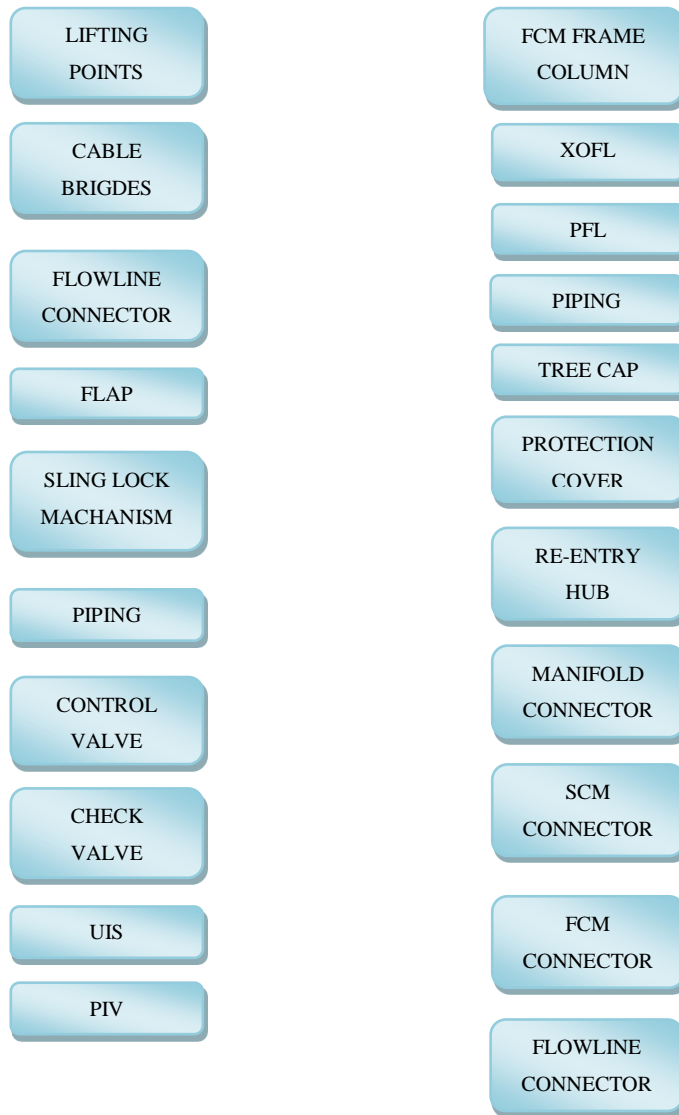 LIFTING
POINTS
CABLE
BRIGDES
FLOWLINE
CONNECTOR
FLAP
SLING LOCK
MACHANISM
PIPING
CONTROL
VALVE
CHECK
VALVE
UIS
PIV
FCM FRAME
COLUMN
XOFL
PFL
PIPING
TREE CAP
PROTECTION
COVER
RE-ENTRY
HUB
MANIFOLD
CONNECTOR
SCM
CONNECTOR
FCM
CONNECTOR
FLOWLINE
CONNECTOR